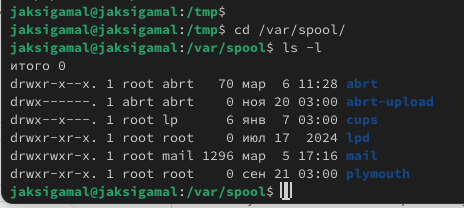 jaksigamal@jaksigamal:/tmp$
jaksigamal@jaksigamal:/tmp$ cd /var/spool/
jaksigamal@jaksigamal:/var/spool$ ls -l
итого 0
drwxr-x--x. 1 root abrt   70 мар  6 11:28 abrt
drwx------. 1 abrt abrt    0 ноя 20 03:00 abrt-upload
drwx--x---. 1 root lp      6 янв  7 03:00 cups
drwxr-xr-x. 1 root root    0 июл 17  2024 lpd
drwxrwxr-x. 1 root mail 1296 мар  5 17:16 mail
drwxr-xr-x. 1 root root    0 сен 21 03:00 plymouth
jaksigamal@jaksigamal:/var/spool$